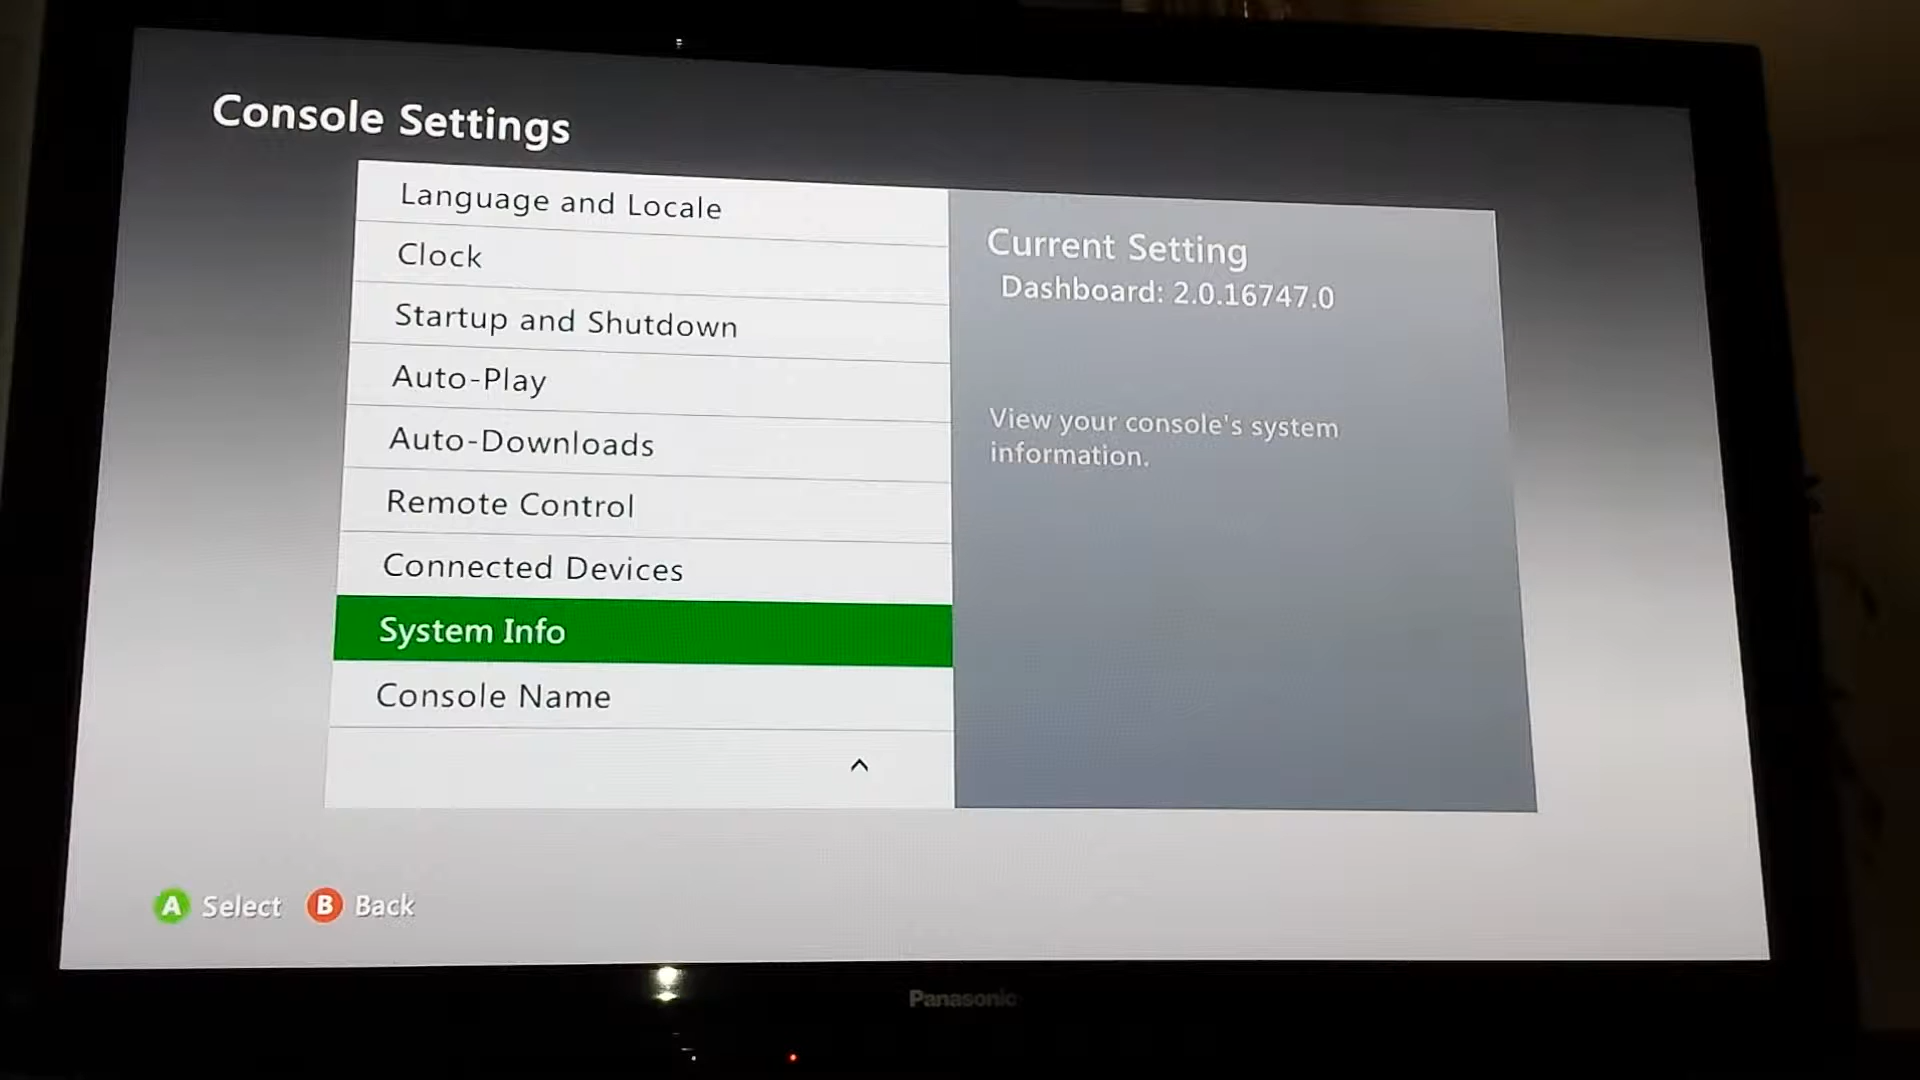 Console Settings
Language and Locale
Clock
Startup and Shutdown
Auto-Play
Auto-Downloads
Remote Control
Connected Devices
System Info
Console Name
Current Setting
Dashboard: 2.0.16747.0
View your console's system
information.
A Select B Back
Panasonic